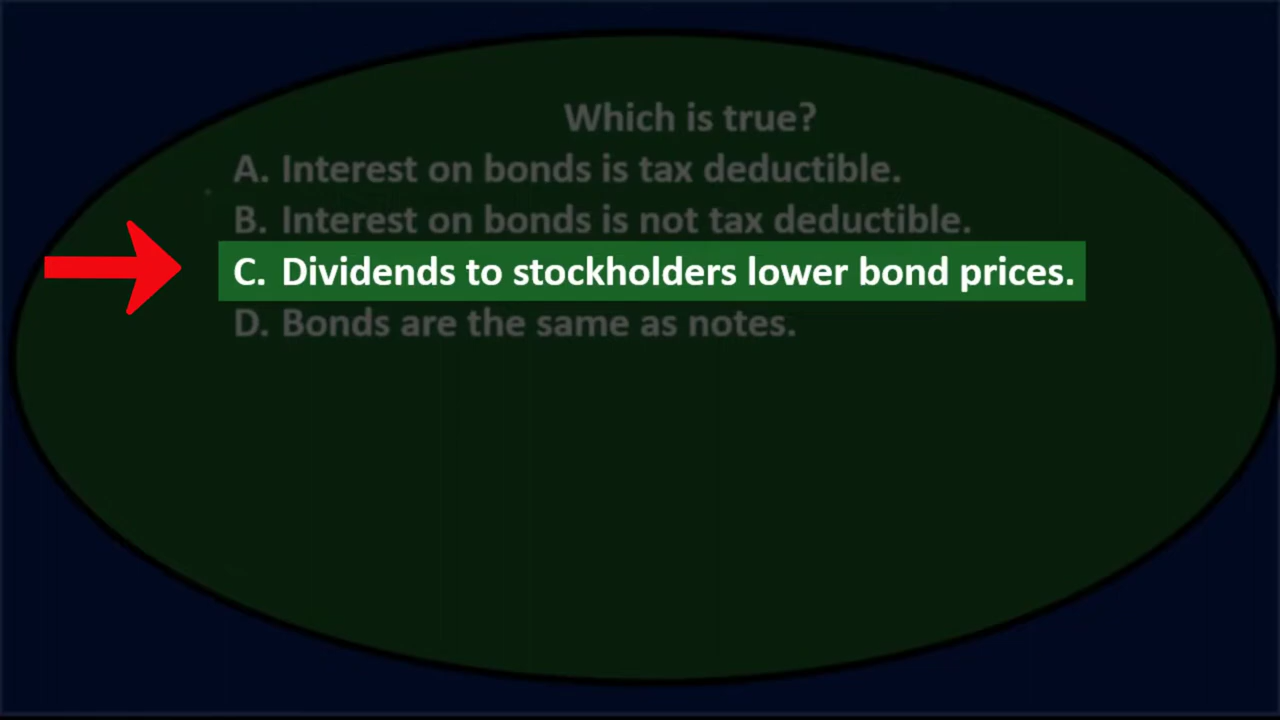 Which is true?
A. Interest on bonds is tax deductible.
B. Interest on bonds is not tax deductible.
C. Dividends to stockholders lower bond prices.
D. Bonds are the same as notes.